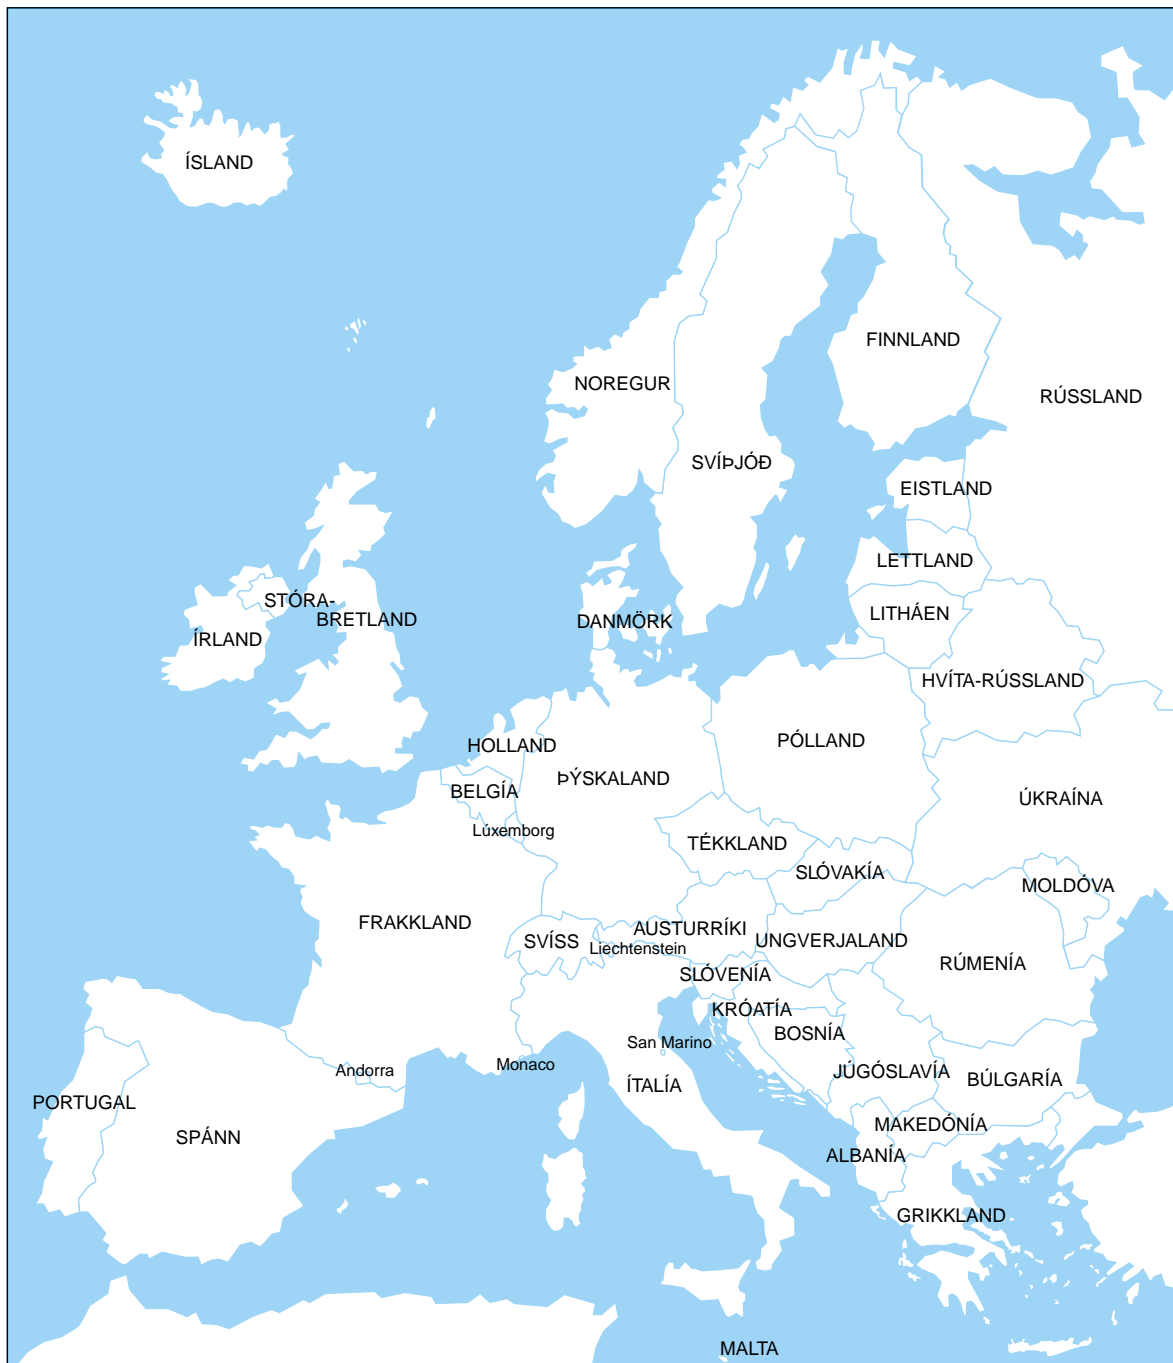 ÍSLAND
FINNLAND
NOREGUR
RÚSSLAND
SVÍÞJÓÐ
EISTLAND
LETTLAND
STÓRA-
BRETLAND
LITHÁEN
DANMÖRK
ÍRLAND
HVÍTA-RÚSSLAND
PÓLLAND
HOLLAND
ÞÝSKALAND
BELGÍA
ÚKRAÍNA
Lúxemborg
TÉKKLAND
SLÓVAKÍA
MOLDÓVA
FRAKKLAND
AUSTURRÍKI
SVÍSS
UNGVERJALAND
Liechtenstein
RÚMENÍA
SLÓVENÍA
KRÓATÍA
BOSNÍA
San Marino
Monaco
Andorra
JÚGÓSLAVÍA
BÚLGARÍA
ÍTALÍA
PORTUGAL
MAKEDÓNÍA
SPÁNN
ALBANÍA
GRIKKLAND
MALTA